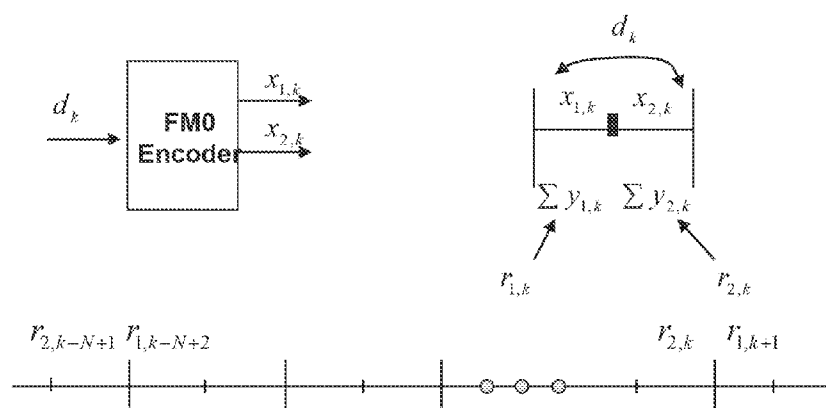 d_k
x_{1,k}
d_k
FM0
Encoder
x_{2,k}
x_{1,k} x_{2,k}
∑ y_{1,k} ∑ y_{2,k}
r_{1,k} r_{2,k}
r_{2,k-N+1} r_{1,k-N+2} r_{2,k} r_{1,k+1}